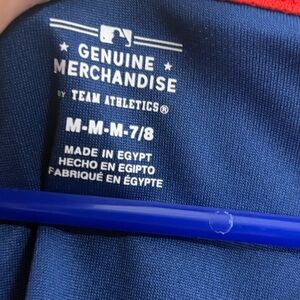 GENUINE
MERCHANDISE
BY TEAM ATHLETICS®
M-M-M-7/8
MADE IN EGYPT
HECHO EN EGIPTO
FABRIQUÉ EN ÉGYPTE